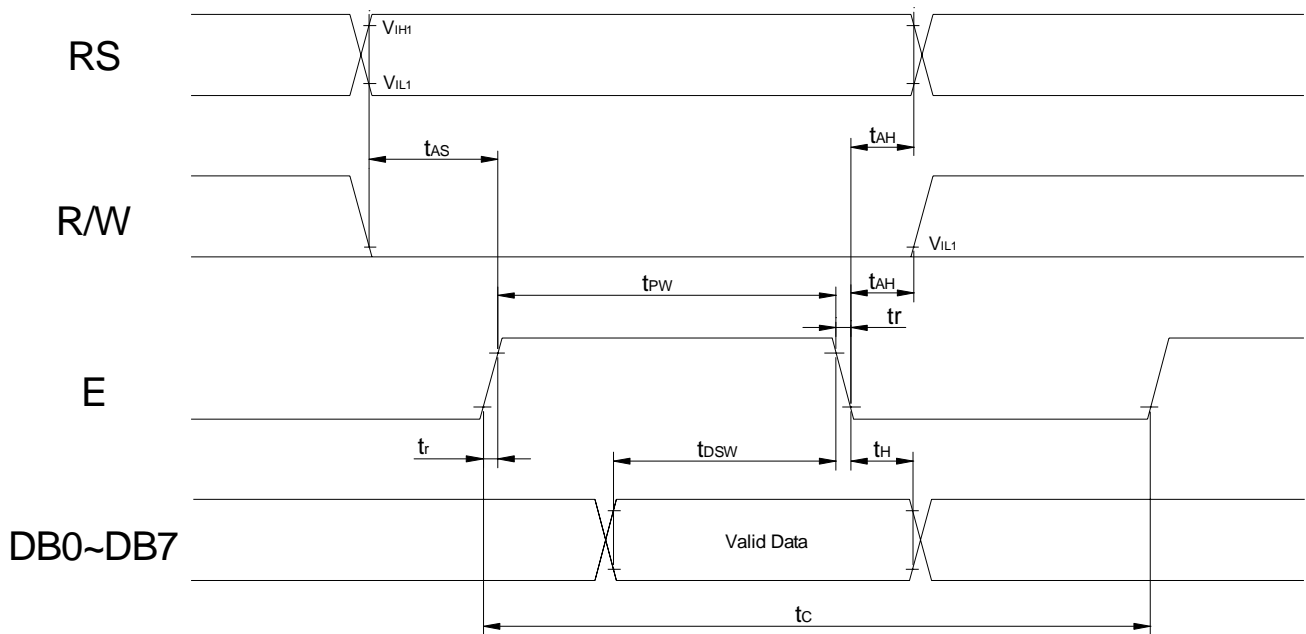 RS
VIH1
VIL1
tAS
tAH
R/W
VIL1
tPW
tAH
tr
E
tr
tDSW
tH
DB0~DB7
Valid Data
tC